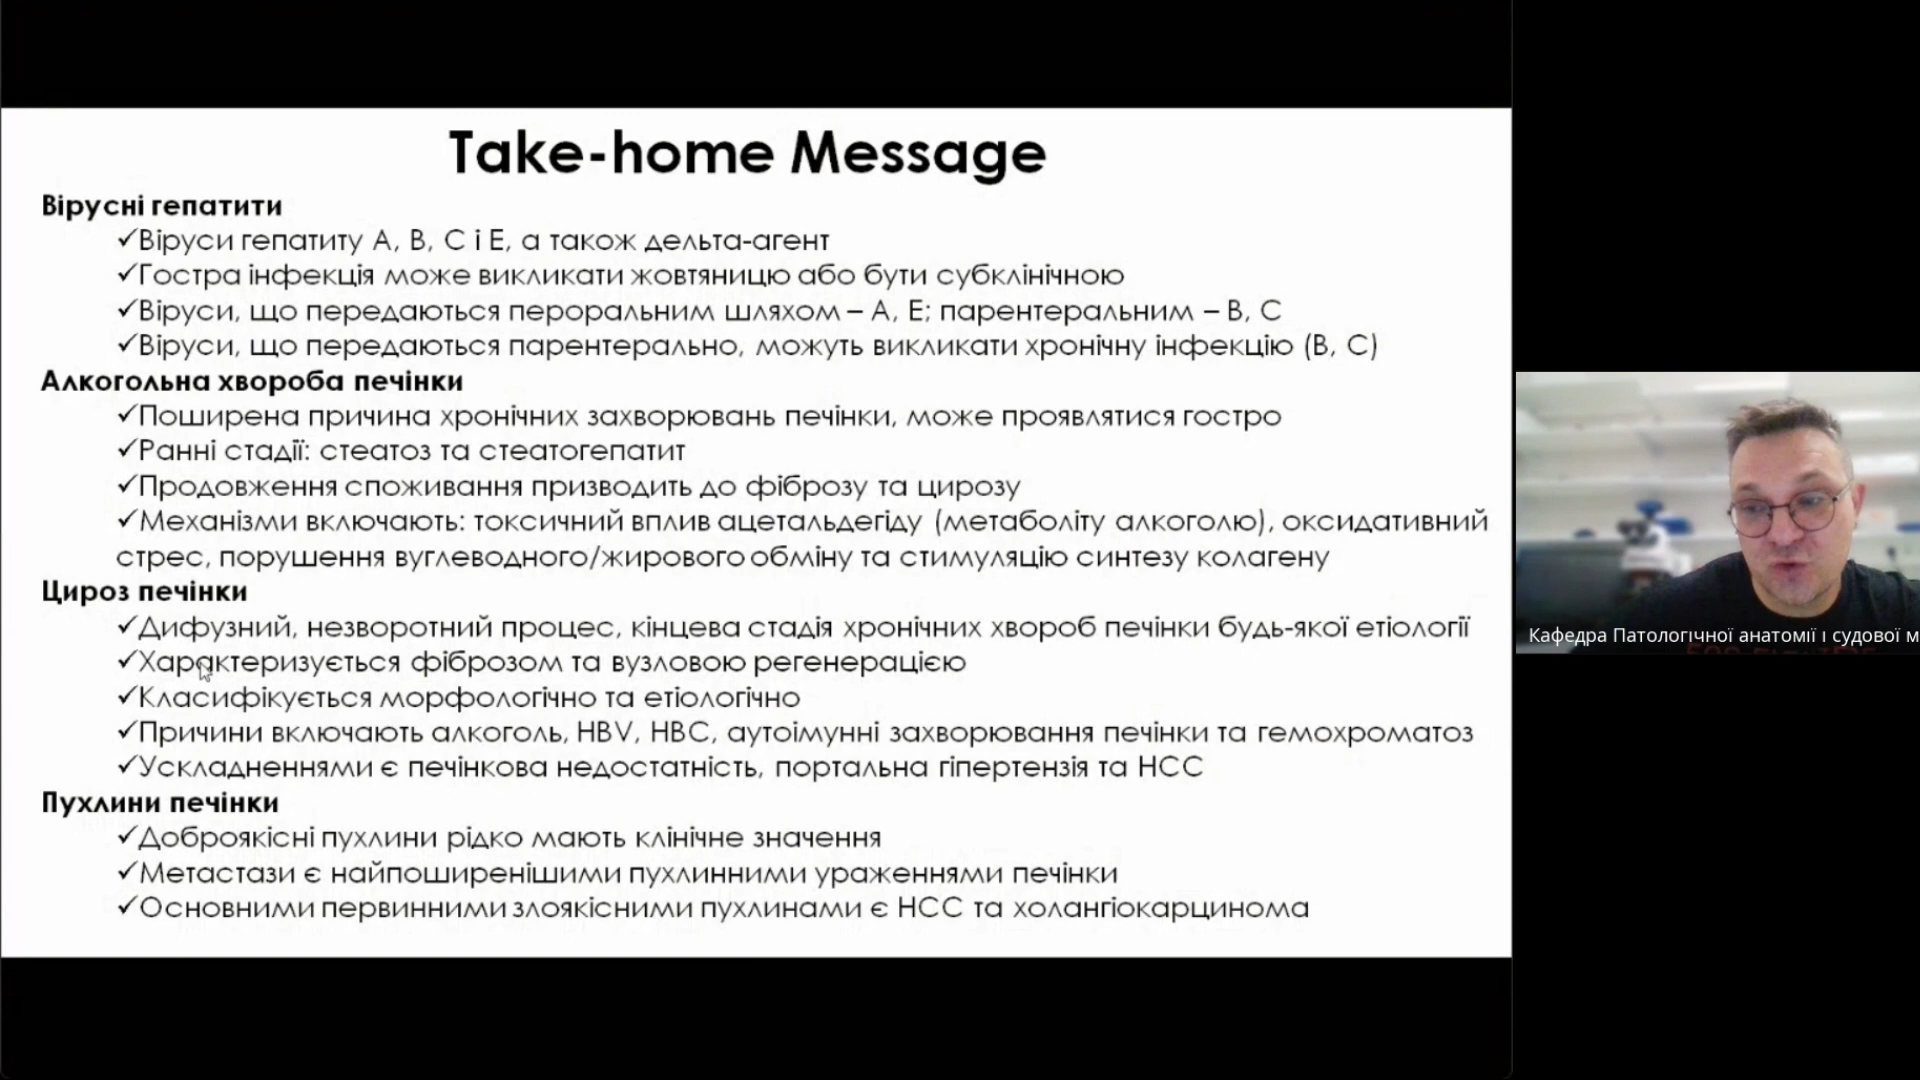 Take-home Message
Вірусні гепатити
✓Віруси гепатиту А, В, С і Е, а також дельта-агент
✓Гостра інфекція може викликати жовтяницю або бути субклінічною
✓Віруси, що передаються пероральним шляхом – А, Е; парентеральним – В, С
✓Віруси, що передаються парентерально, можуть викликати хронічну інфекцію (В, С)
Алкогольна хвороба печінки
✓Поширена причина хронічних захворювань печінки, може проявлятися гостро
✓Ранні стадії: стеатоз та стеатогепатит
✓Продовження споживання призводить до фіброзу та цирозу
✓Механізми включають: токсичний вплив ацетальдегіду (метаболіту алкоголю), оксидативний
стрес, порушення вуглеводного/жирового обміну та стимуляцію синтезу колагену
Цироз печінки
✓Дифузний, незворотний процес, кінцева стадія хронічних хвороб печінки будь-якої етіології
✓Характеризується фіброзом та вузловою регенерацією
✓Класифікується морфологічно та етіологічно
✓Причини включають алкоголь, HBV, HBC, аутоімунні захворювання печінки та гемохроматоз
✓Ускладненнями є печінкова недостатність, портальна гіпертензія та HCC
Пухлини печінки
✓Доброякісні пухлини рідко мають клінічне значення
✓Метастази є найпоширенішими пухлинними ураженнями печінки
✓Основними первинними злоякісними пухлинами є HCC та холангіокарцинома
Кафедра Патологічної анатомії і судової м